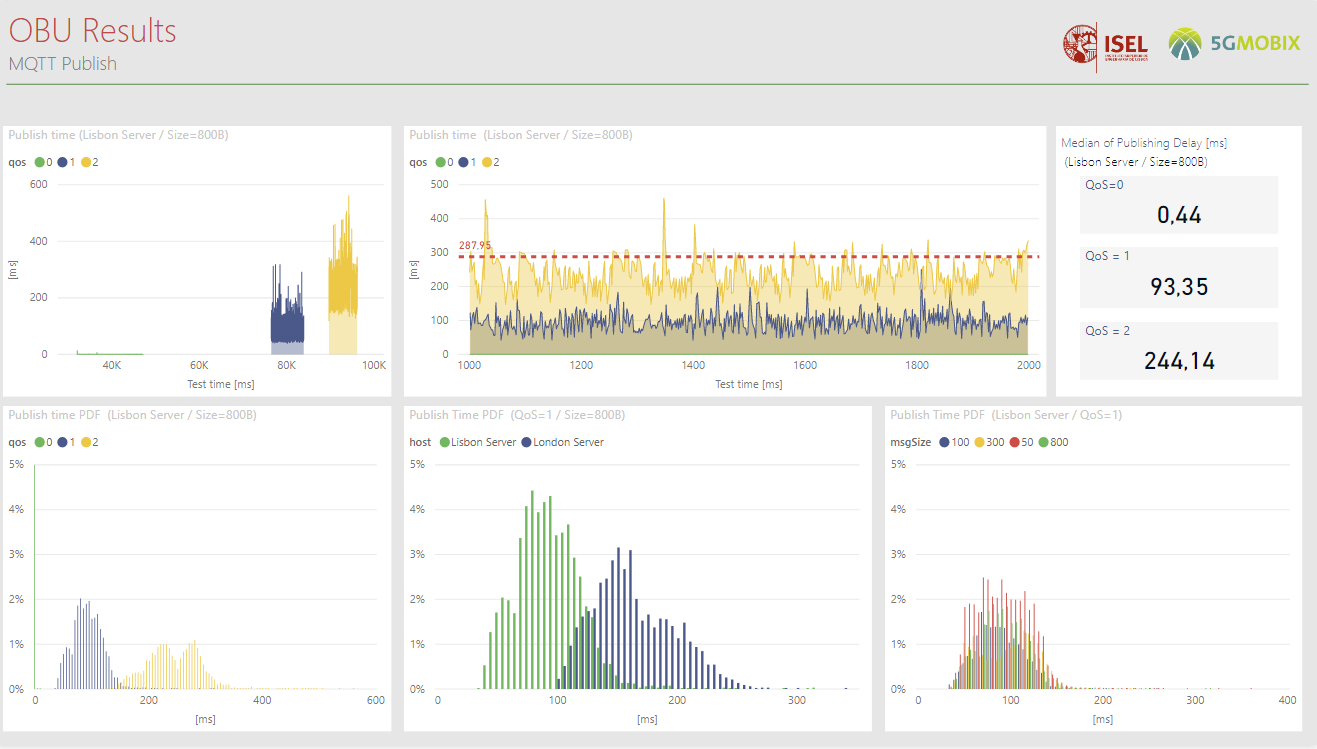 OBU Results
MQTT Publish
ISEL
INSTITUTO SUPERIOR DE
ENGENHARIA DE LISBOA
5GMOBIX
Publish time (Lisbon Server / Size=800B)
qos 0 1 2
600
400
200
0
[ms]
40K 60K 80K 100K
Test time [ms]
Publish time (Lisbon Server / Size=800B)
qos 0 1 2
500
400
300
200
100
0
[ms]
287.95
1000 1200 1400 1600 1800 2000
Test time [ms]
Median of Publishing Delay [ms]
(Lisbon Server / Size=800B)
QoS=0
0,44
QoS = 1
93,35
QoS = 2
244,14
Publish time PDF (Lisbon Server / Size=800B)
qos 0 1 2
5%
4%
3%
2%
1%
0%
0 200 400 600
[ms]
Publish Time PDF (QoS=1 / Size=800B)
host Lisbon Server London Server
5%
4%
3%
2%
1%
0%
0 100 200 300
[ms]
Publish Time PDF (Lisbon Server / QoS=1)
msgSize 100 300 50 800
5%
4%
3%
2%
1%
0%
0 100 200 300 400
[ms]